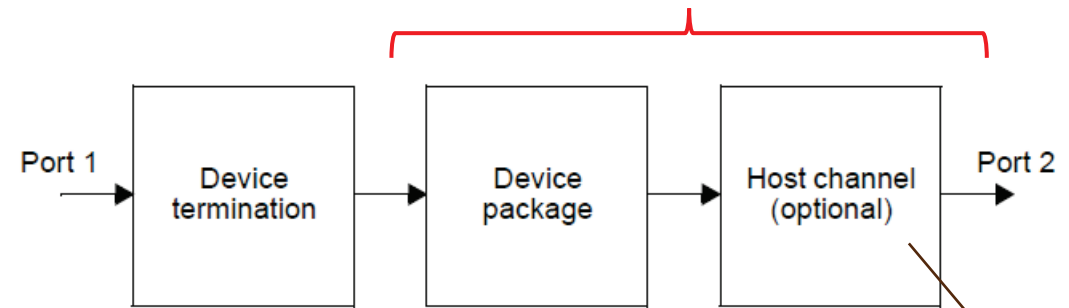 Port 1
Device
termination
Device
package
Host channel
(optional)
Port 2